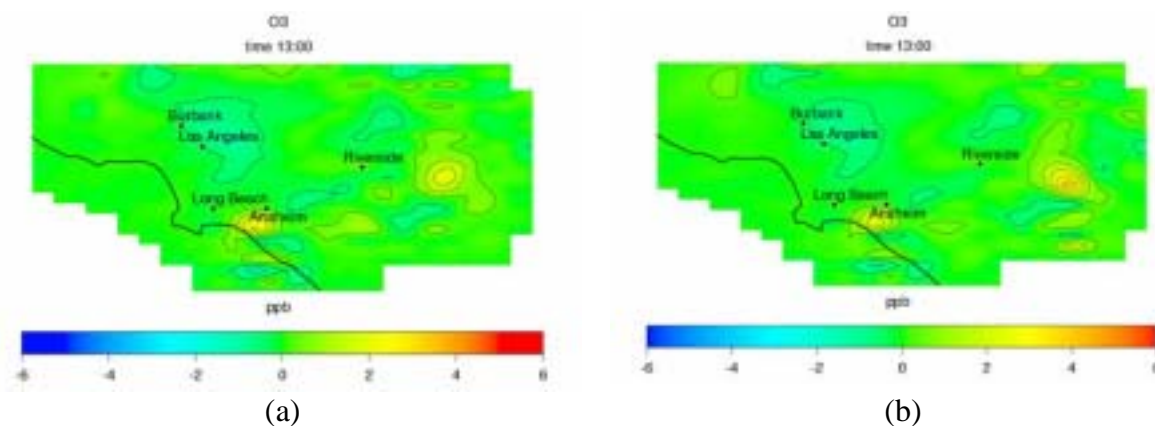 O3
time 13:00
Burbank
Los Angeles
Riverside
Long Beach
Anaheim
ppb
-6 -4 -2 0 2 4 6
(a)
O3
time 13:00
Burbank
Los Angeles
Riverside
Long Beach
Anaheim
ppb
-6 -4 -2 0 2 4 6
(b)